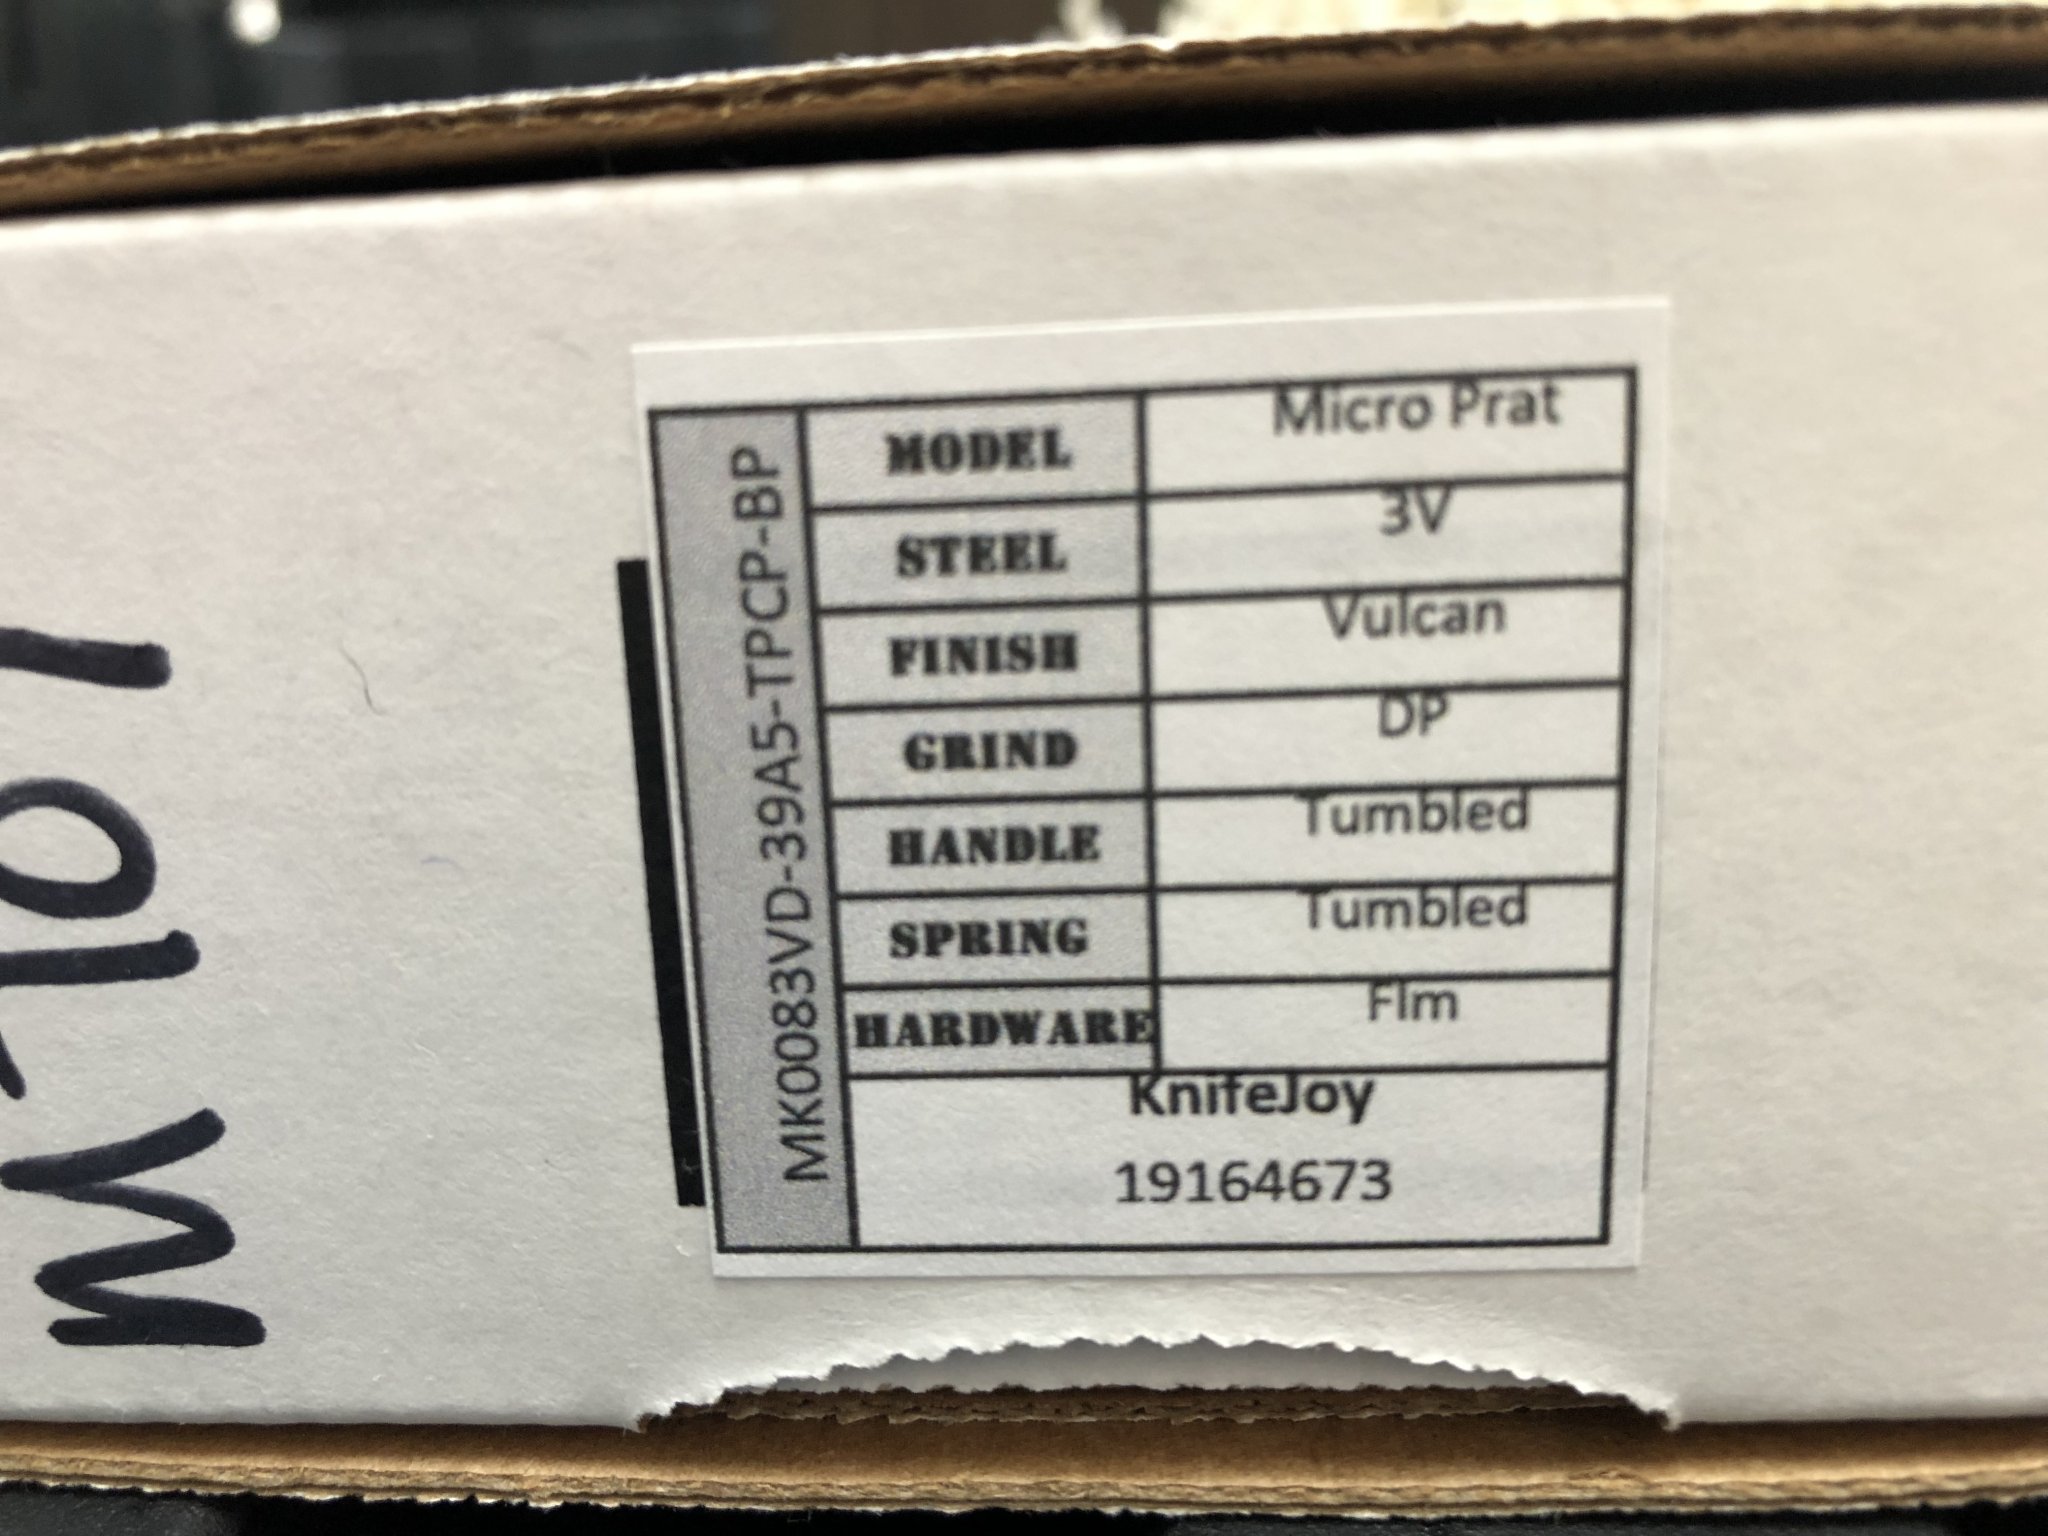 MK0083VD-39A5-TPCP-BP
MODEL Micro Prat
STEEL 3V
FINISH Vulcan
GRIND DP
HANDLE Tumbled
SPRING Tumbled
HARDWARE Flm
KnifeJoy
19164673